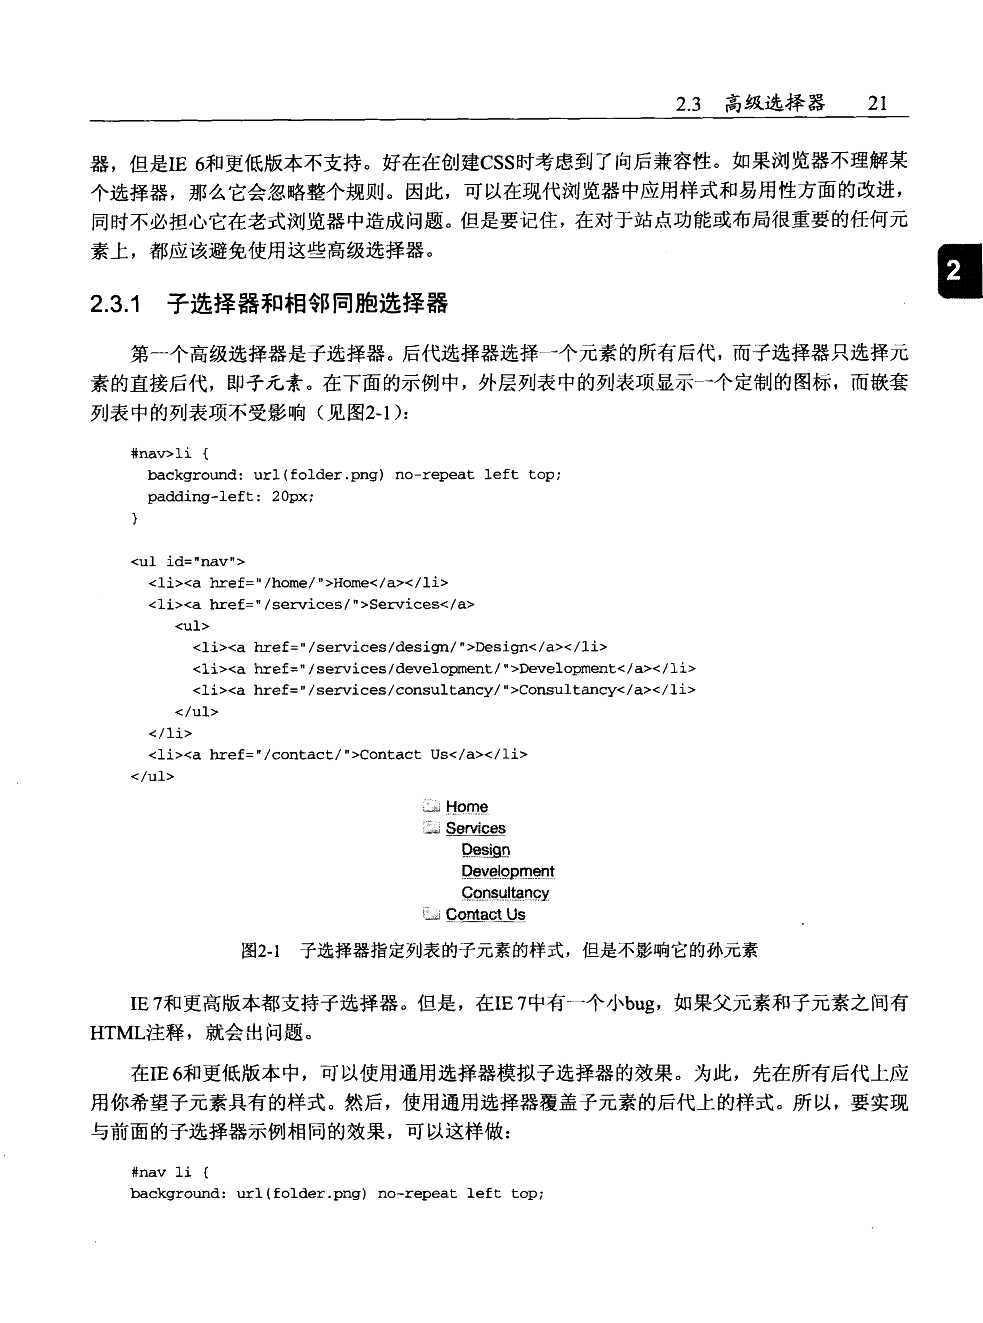 2.3 高级选择器 21
器，但是IE 6和更低版本不支持。好在在创建CSS时考虑到了向后兼容性。如果浏览器不理解某
个选择器，那么它会忽略整个规则。因此，可以在现代浏览器中应用样式和易用性方面的改进，
同时不必担心它在老式浏览器中造成问题。但是要记住，在对于站点功能或布局很重要的任何元
素上，都应该避免使用这些高级选择器。
2
2.3.1 子选择器和相邻同胞选择器
第一个高级选择器是子选择器。后代选择器选择一个元素的所有后代，而子选择器只选择元
素的直接后代，即子元素。在下面的示例中，外层列表中的列表项显示一个定制的图标，而嵌套
列表中的列表项不受影响（见图2-1）：
#nav>li {
background: url(folder.png) no-repeat left top;
padding-left: 20px;
}
<ul id="nav">
<li><a href="/home/">Home</a></li>
<li><a href="/services/">Services</a>
<ul>
<li><a href="/services/design/">Design</a></li>
<li><a href="/services/development/">Development</a></li>
<li><a href="/services/consultancy/">Consultancy</a></li>
</ul>
</li>
<li><a href="/contact/">Contact Us</a></li>
</ul>
Home
Services
Design
Development
Consultancy
Contact Us
图2-1 子选择器指定列表的子元素的样式，但是不影响它的孙元素
IE 7和更高版本都支持子选择器。但是，在IE 7中有一个小bug，如果父元素和子元素之间有
HTML注释，就会出问题。
在IE 6和更低版本中，可以使用通用选择器模拟子选择器的效果。为此，先在所有后代上应
用你希望子元素具有的样式。然后，使用通用选择器覆盖子元素的后代上的样式。所以，要实现
与前面的子选择器示例相同的效果，可以这样做：
#nav li {
background: url(folder.png) no-repeat left top;